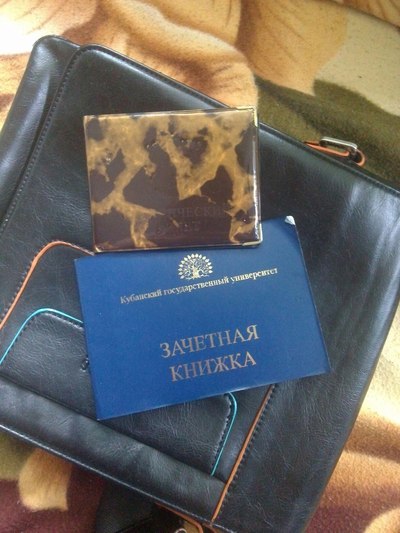 Кубанский государственный университет
ЗАЧЕТНАЯ
КНИЖКА